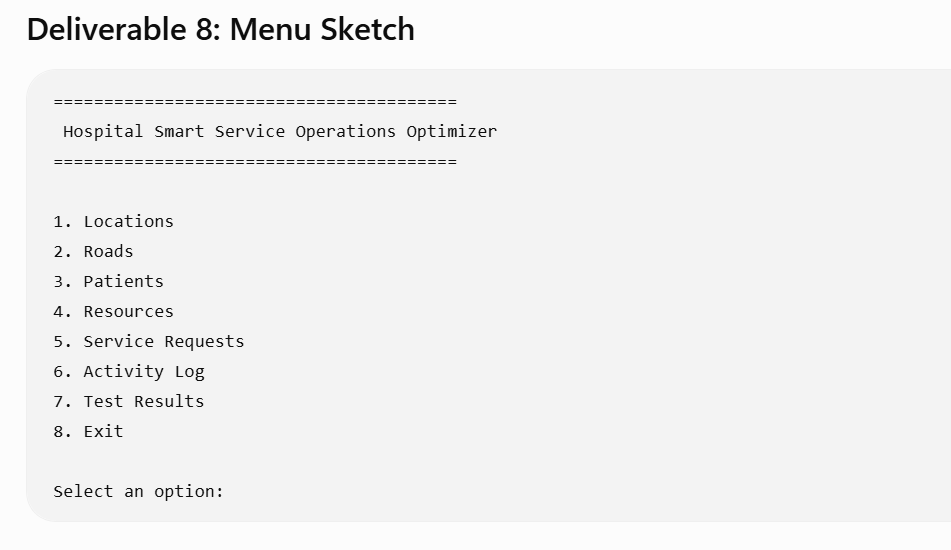 Deliverable 8: Menu Sketch
========================================
 Hospital Smart Service Operations Optimizer
========================================
1. Locations
2. Roads
3. Patients
4. Resources
5. Service Requests
6. Activity Log
7. Test Results
8. Exit
Select an option: